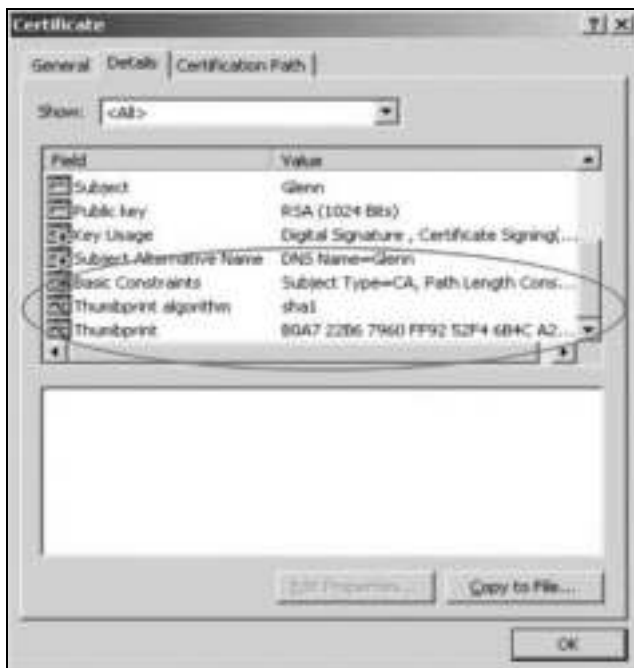 Certificate
General Details Certification Path
Show: <All>
Field Value
Subject Glenn
Public key RSA (1024 Bits)
Key Usage Digital Signature , Certificate Signing(...
Subject Alternative Name DNS Name=Glenn
Basic Constraints Subject Type=CA, Path Length Cons...
Thumbprint algorithm sha1
Thumbprint B0A7 22B6 7960 FF92 52F4 6B4C A2...
Edit Properties... Copy to File...
OK